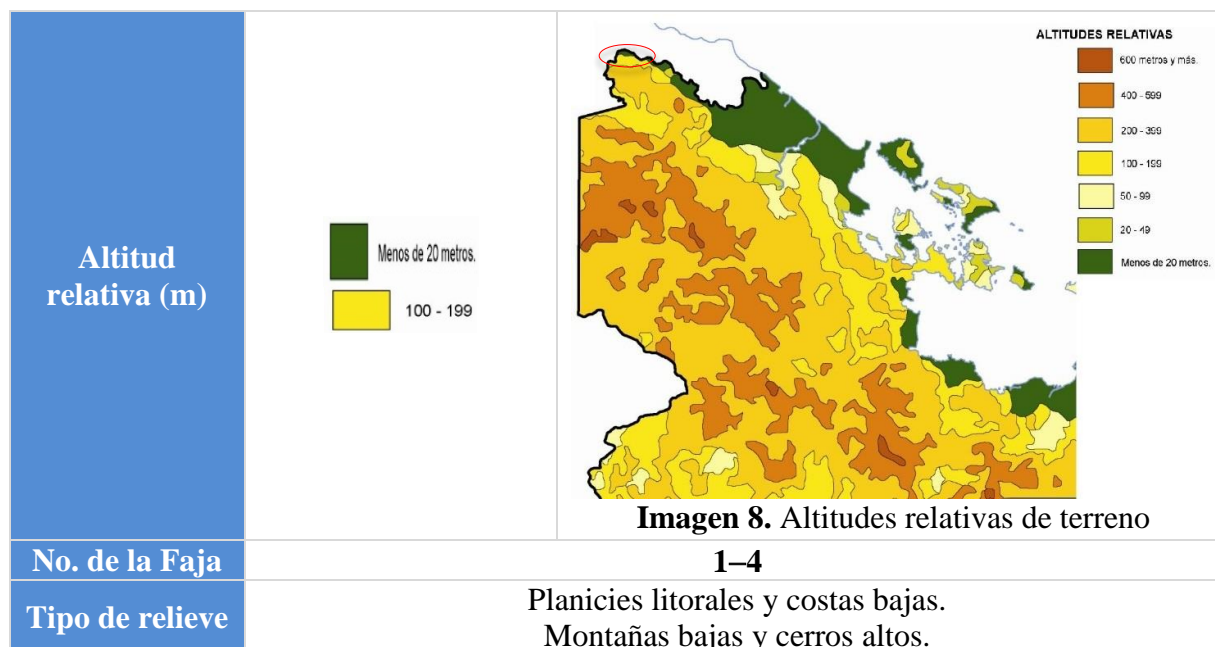 Altitud
relativa (m)
Menos de 20 metros.
100 - 199
ALTITUDES RELATIVAS
600 metros y más.
400 - 599
200 - 399
100 - 199
50 - 99
20 - 49
Menos de 20 metros.
Imagen 8. Altitudes relativas de terreno
No. de la Faja
1–4
Tipo de relieve
Planicies litorales y costas bajas.
Montañas bajas y cerros altos.